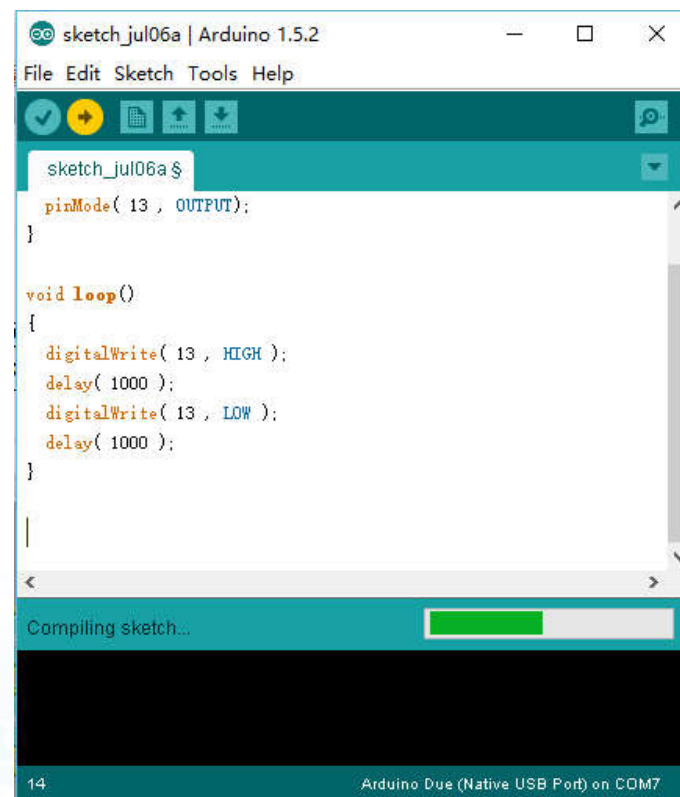 sketch_jul06a | Arduino 1.5.2
File Edit Sketch Tools Help
sketch_jul06a §
pinMode( 13 , OUTPUT);
}
void loop()
{
digitalWrite( 13 , HIGH );
delay( 1000 );
digitalWrite( 13 , LOW );
delay( 1000 );
}
Compiling sketch...
14 Arduino Due (Native USB Port) on COM7